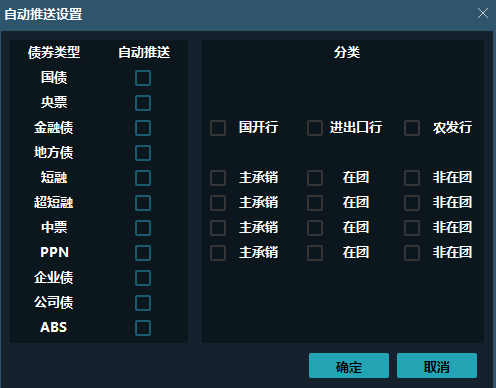 自动推送设置
债券类型 自动推送 分类
国债
央票
金融债 国开行 进出口行 农发行
地方债
短融 主承销 在团 非在团
超短融 主承销 在团 非在团
中票 主承销 在团 非在团
PPN 主承销 在团 非在团
企业债
公司债
ABS
确定 取消